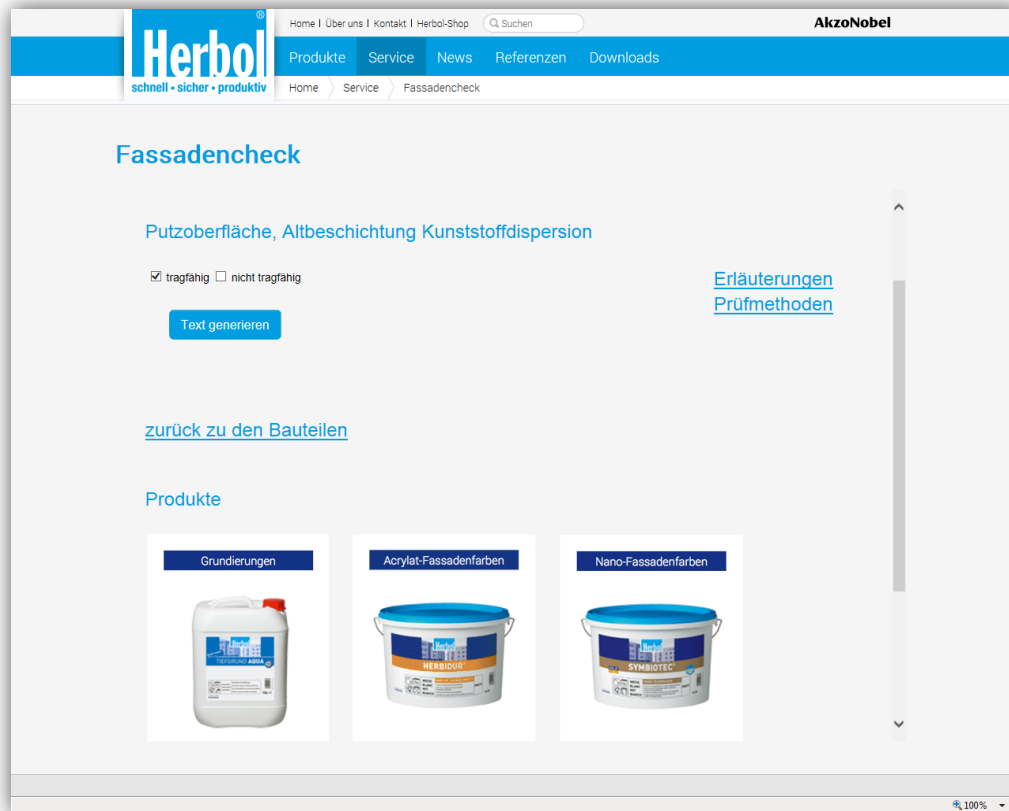 Home | Über uns | Kontakt | Herbol-Shop
Suchen
AkzoNobel
Herbol®
schnell • sicher • produktiv
Produkte Service News Referenzen Downloads
Home Service Fassadencheck
Fassadencheck
Putzoberfläche, Altbeschichtung Kunststoffdispersion
tragfähig nicht tragfähig
Erläuterungen
Prüfmethoden
Text generieren
zurück zu den Bauteilen
Produkte
Grundierungen
Herbol
TIEFGRUND AQUA
Acrylat-Fassadenfarben
Herbol
HERBIDUR®
Nano-Fassadenfarben
Herbol
SYMBIOTEC®
100%